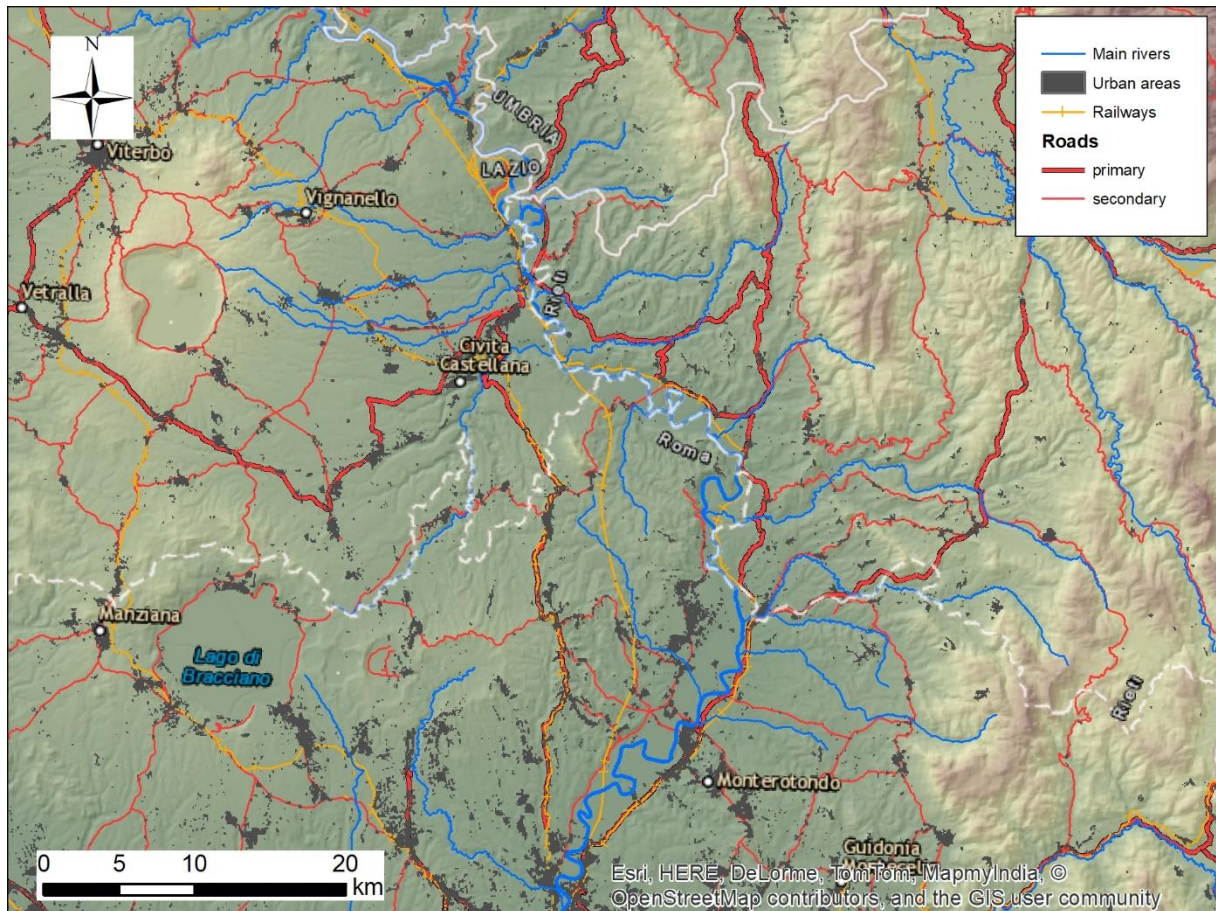 N
Main rivers
Urban areas
Railways
Roads
primary
secondary
UMBRIA
LAZIO
Viterbo
Vignanello
Vetralla
Rieti
Civita
Castellana
Roma
Manziana
Lago di
Bracciano
Rieti
Monterotondo
Guidonia
0 5 10 20
km
Esri, HERE, DeLorme, TomTom, MapmyIndia, ©
OpenStreetMap contributors, and the GIS user community